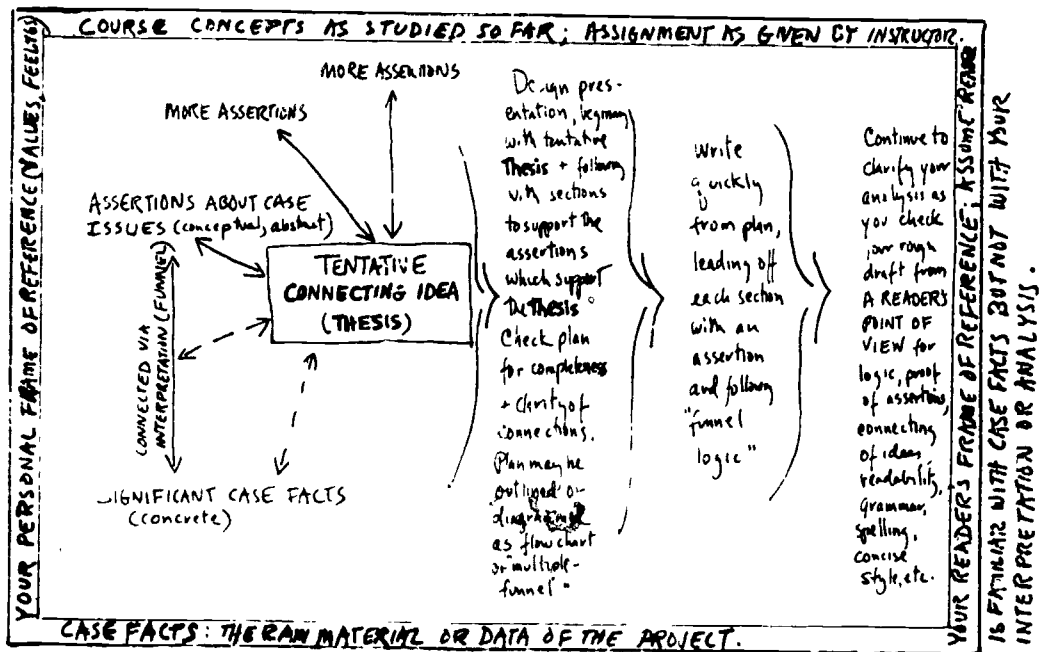 COURSE CONCEPTS AS STUDIED SO FAR; ASSIGNMENT AS GIVEN BY INSTRUCTOR.
YOUR PERSONAL FRAME OF REFERENCE (VALUES, FEELINGS)
MORE ASSERTIONS
MORE ASSERTIONS
ASSERTIONS ABOUT CASE
ISSUES (conceptual, abstract)
CONNECTED VIA
INTERPRETATION (FUNNEL)
TENTATIVE
CONNECTING IDEA
(THESIS)
SIGNIFICANT CASE FACTS
(concrete)
Design pres-
entation, beginning
with tentative
Thesis + following
with sections
to support the
assertions
which support
the Thesis.
Check plan
for completeness
+ clarity of
connections.
Plan may be
outlined or
as flow chart
or "multiple-
funnel"
Write
quickly
from plan,
leading off
each section
with an
assertion
and following
"funnel
logic"
Continue to
clarify your
analysis as
you check
your rough
draft from
A READER'S
POINT OF
VIEW for
logic, proof
of assertions,
connecting
of ideas,
readability,
grammar,
spelling,
concise
style, etc.
YOUR READERS FRAME OF REFERENCE; ASSUME READER
IS FAMILIAR WITH CASE FACTS BUT NOT WITH YOUR
INTERPRETATION OR ANALYSIS.
CASE FACTS: THE RAW MATERIAL OR DATA OF THE PROJECT.